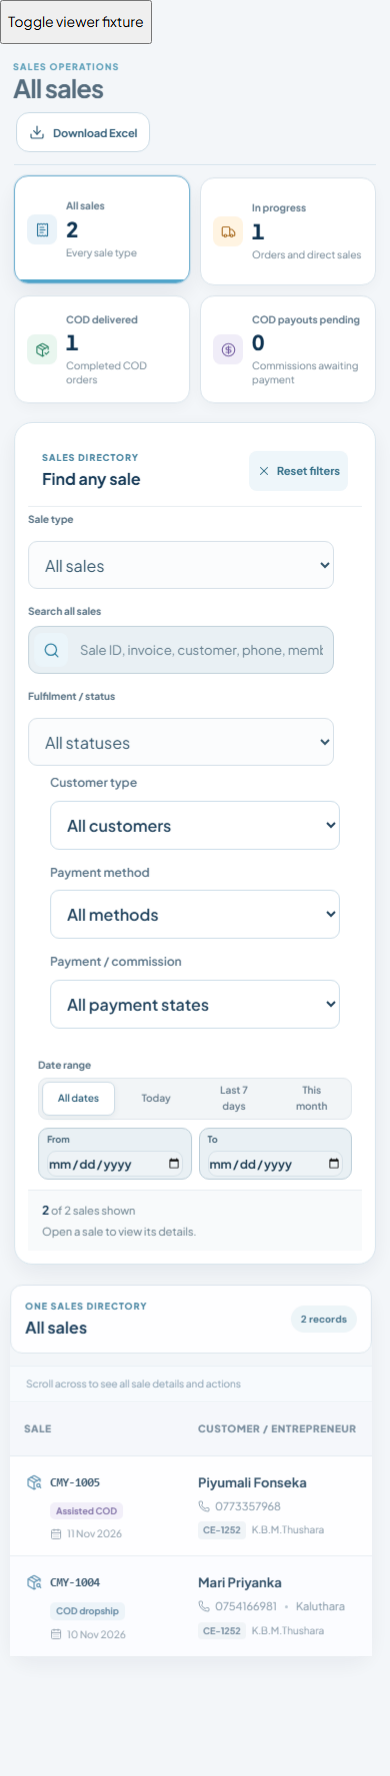 Toggle viewer fixture
SALES OPERATIONS
All sales
Download Excel
All sales
2
Every sale type
In progress
1
Orders and direct sales
COD delivered
1
Completed COD
orders
COD payouts pending
0
Commissions awaiting
payment
SALES DIRECTORY
Find any sale
Reset filters
Sale type
All sales
Search all sales
Sale ID, invoice, customer, phone, memb
Fulfilment / status
All statuses
Customer type
All customers
Payment method
All methods
Payment / commission
All payment states
Date range
All dates
Today
Last 7
days
This
month
From
mm/dd/yyyy
To
mm/dd/yyyy
2 of 2 sales shown
Open a sale to view its details.
ONE SALES DIRECTORY
All sales
2 records
Scroll across to see all sale details and actions
SALE CUSTOMER / ENTREPRENEUR
CMY-1005
Assisted COD
11 Nov 2026
Piyumali Fonseka
0773357968
CE-1252 K.B.M.Thushara
CMY-1004
COD dropship
10 Nov 2026
Mari Priyanka
0754166981 • Kaluthara
CE-1252 K.B.M.Thushara